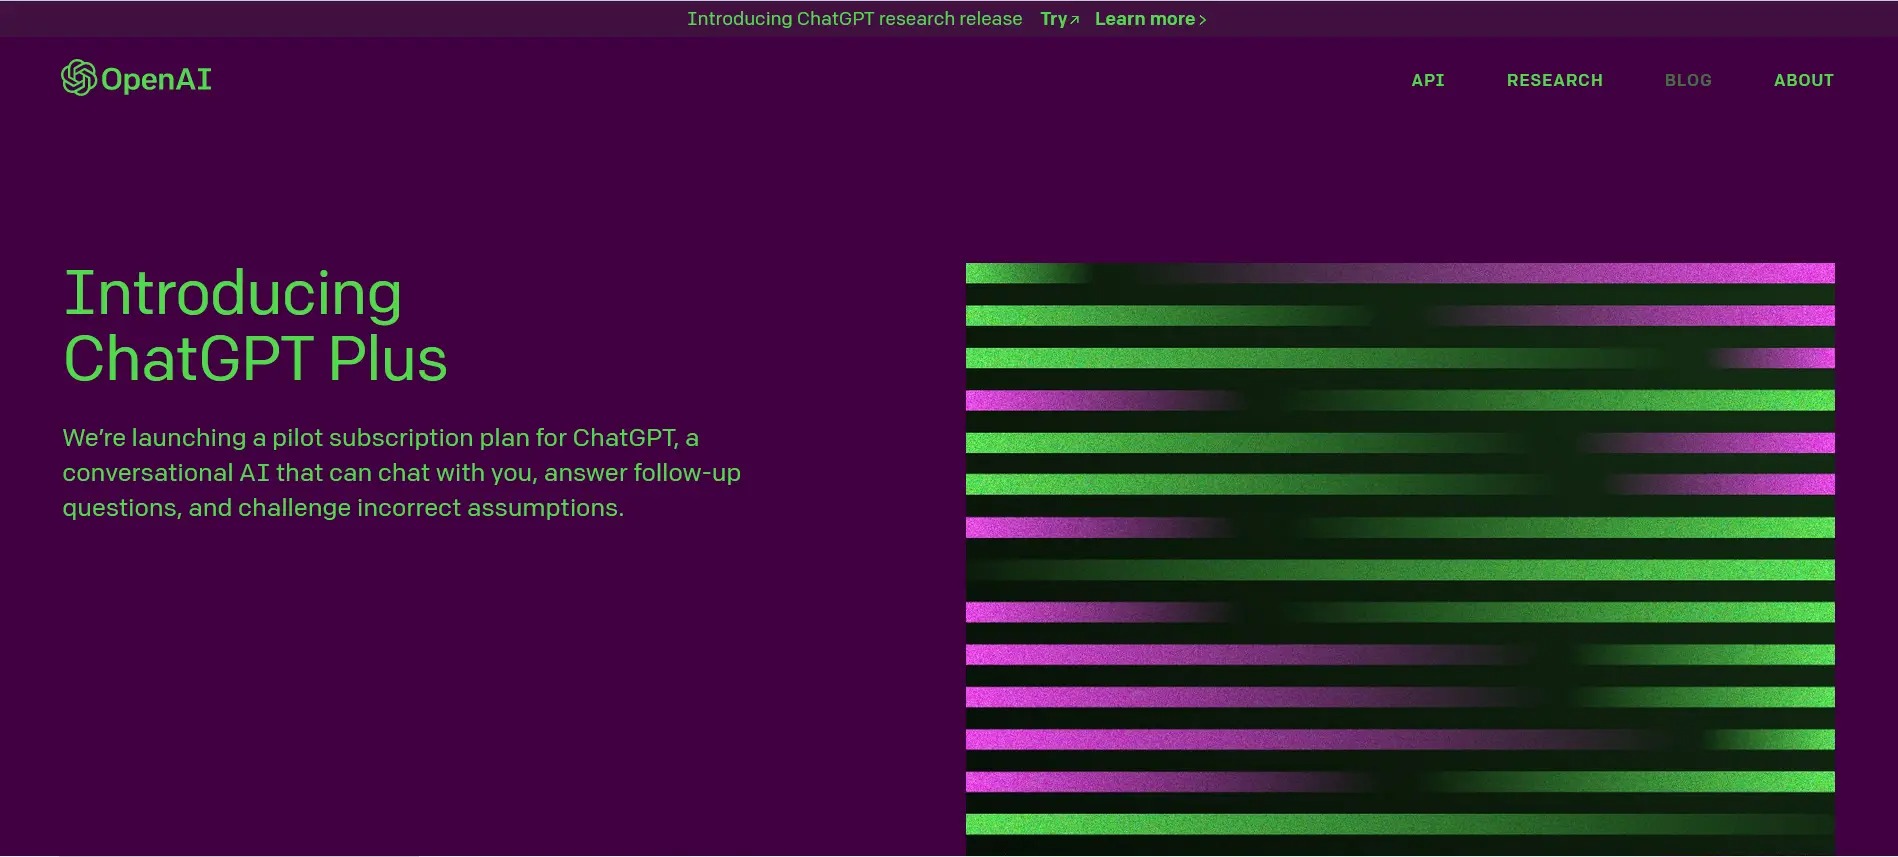 Introducing ChatGPT research release Try↗ Learn more ›
OpenAI
API RESEARCH BLOG ABOUT
Introducing
ChatGPT Plus
We’re launching a pilot subscription plan for ChatGPT, a
conversational AI that can chat with you, answer follow-up
questions, and challenge incorrect assumptions.